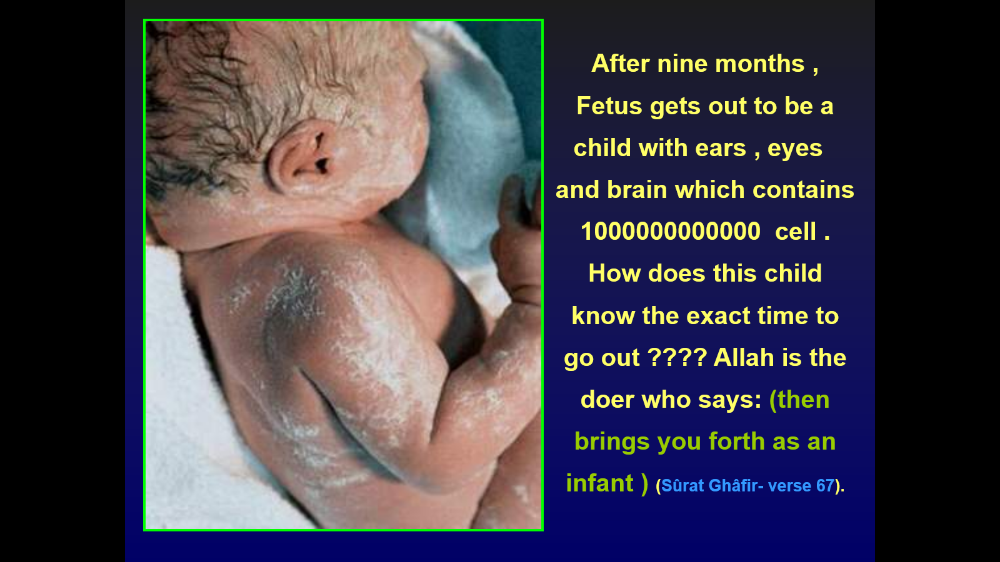 After nine months ,
Fetus gets out to be a
child with ears , eyes
and brain which contains
1000000000000 cell .
How does this child
know the exact time to
go out ???? Allah is the
doer who says: (then
brings you forth as an
infant ) (Sûrat Ghâfir- verse 67).